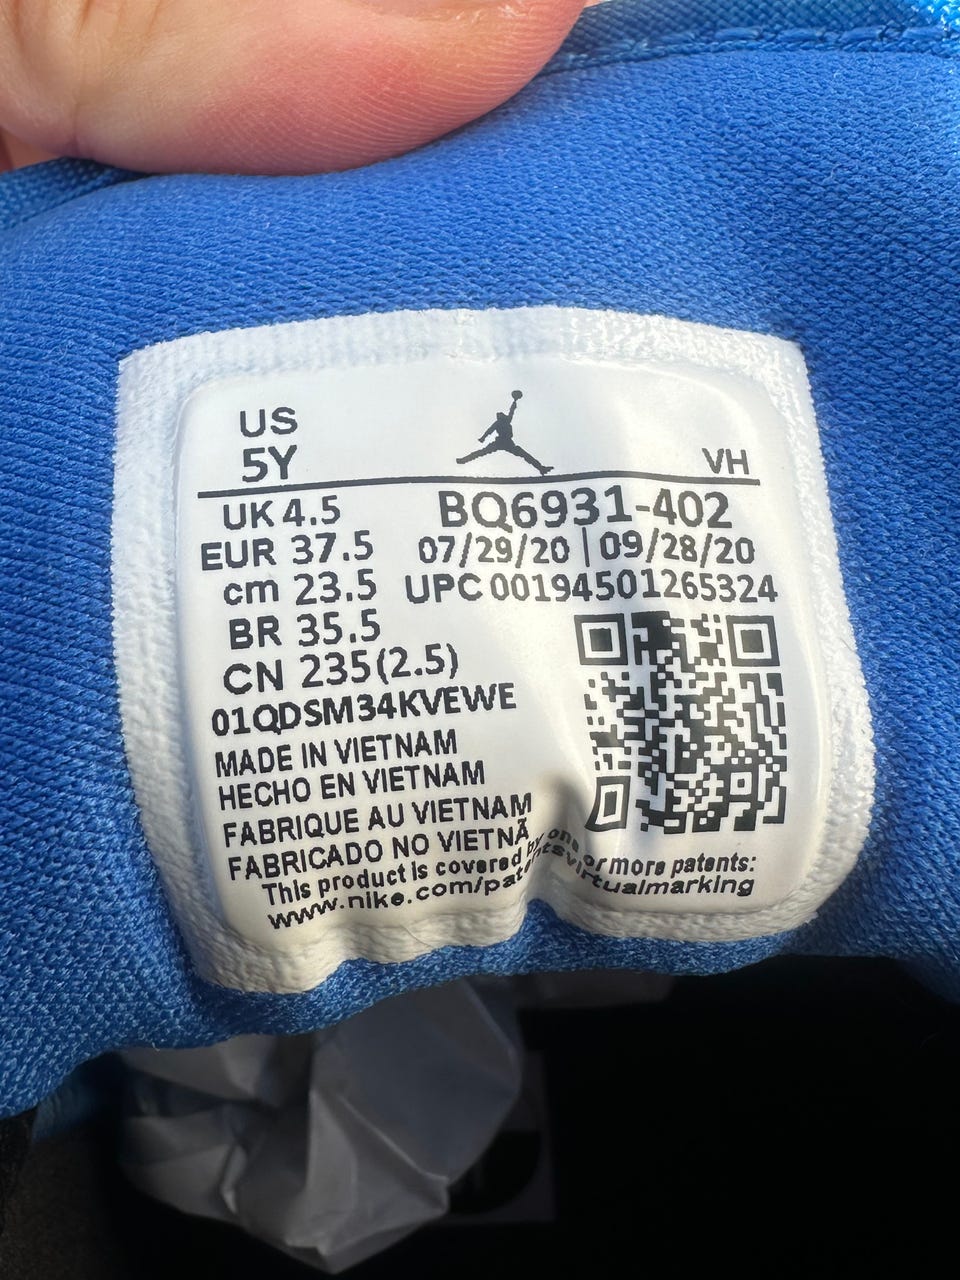 US
5Y
VH
UK 4.5
BQ6931-402
EUR 37.5
07/29/20 | 09/28/20
cm 23.5
UPC 00194501265324
BR 35.5
CN 235(2.5)
01QDSM34KVEWE
MADE IN VIETNAM
HECHO EN VIETNAM
FABRIQUE AU VIETNAM
FABRICADO NO VIETNÃ
This product is covered by one or more patents:
www.nike.com/patentsvirtualmarking